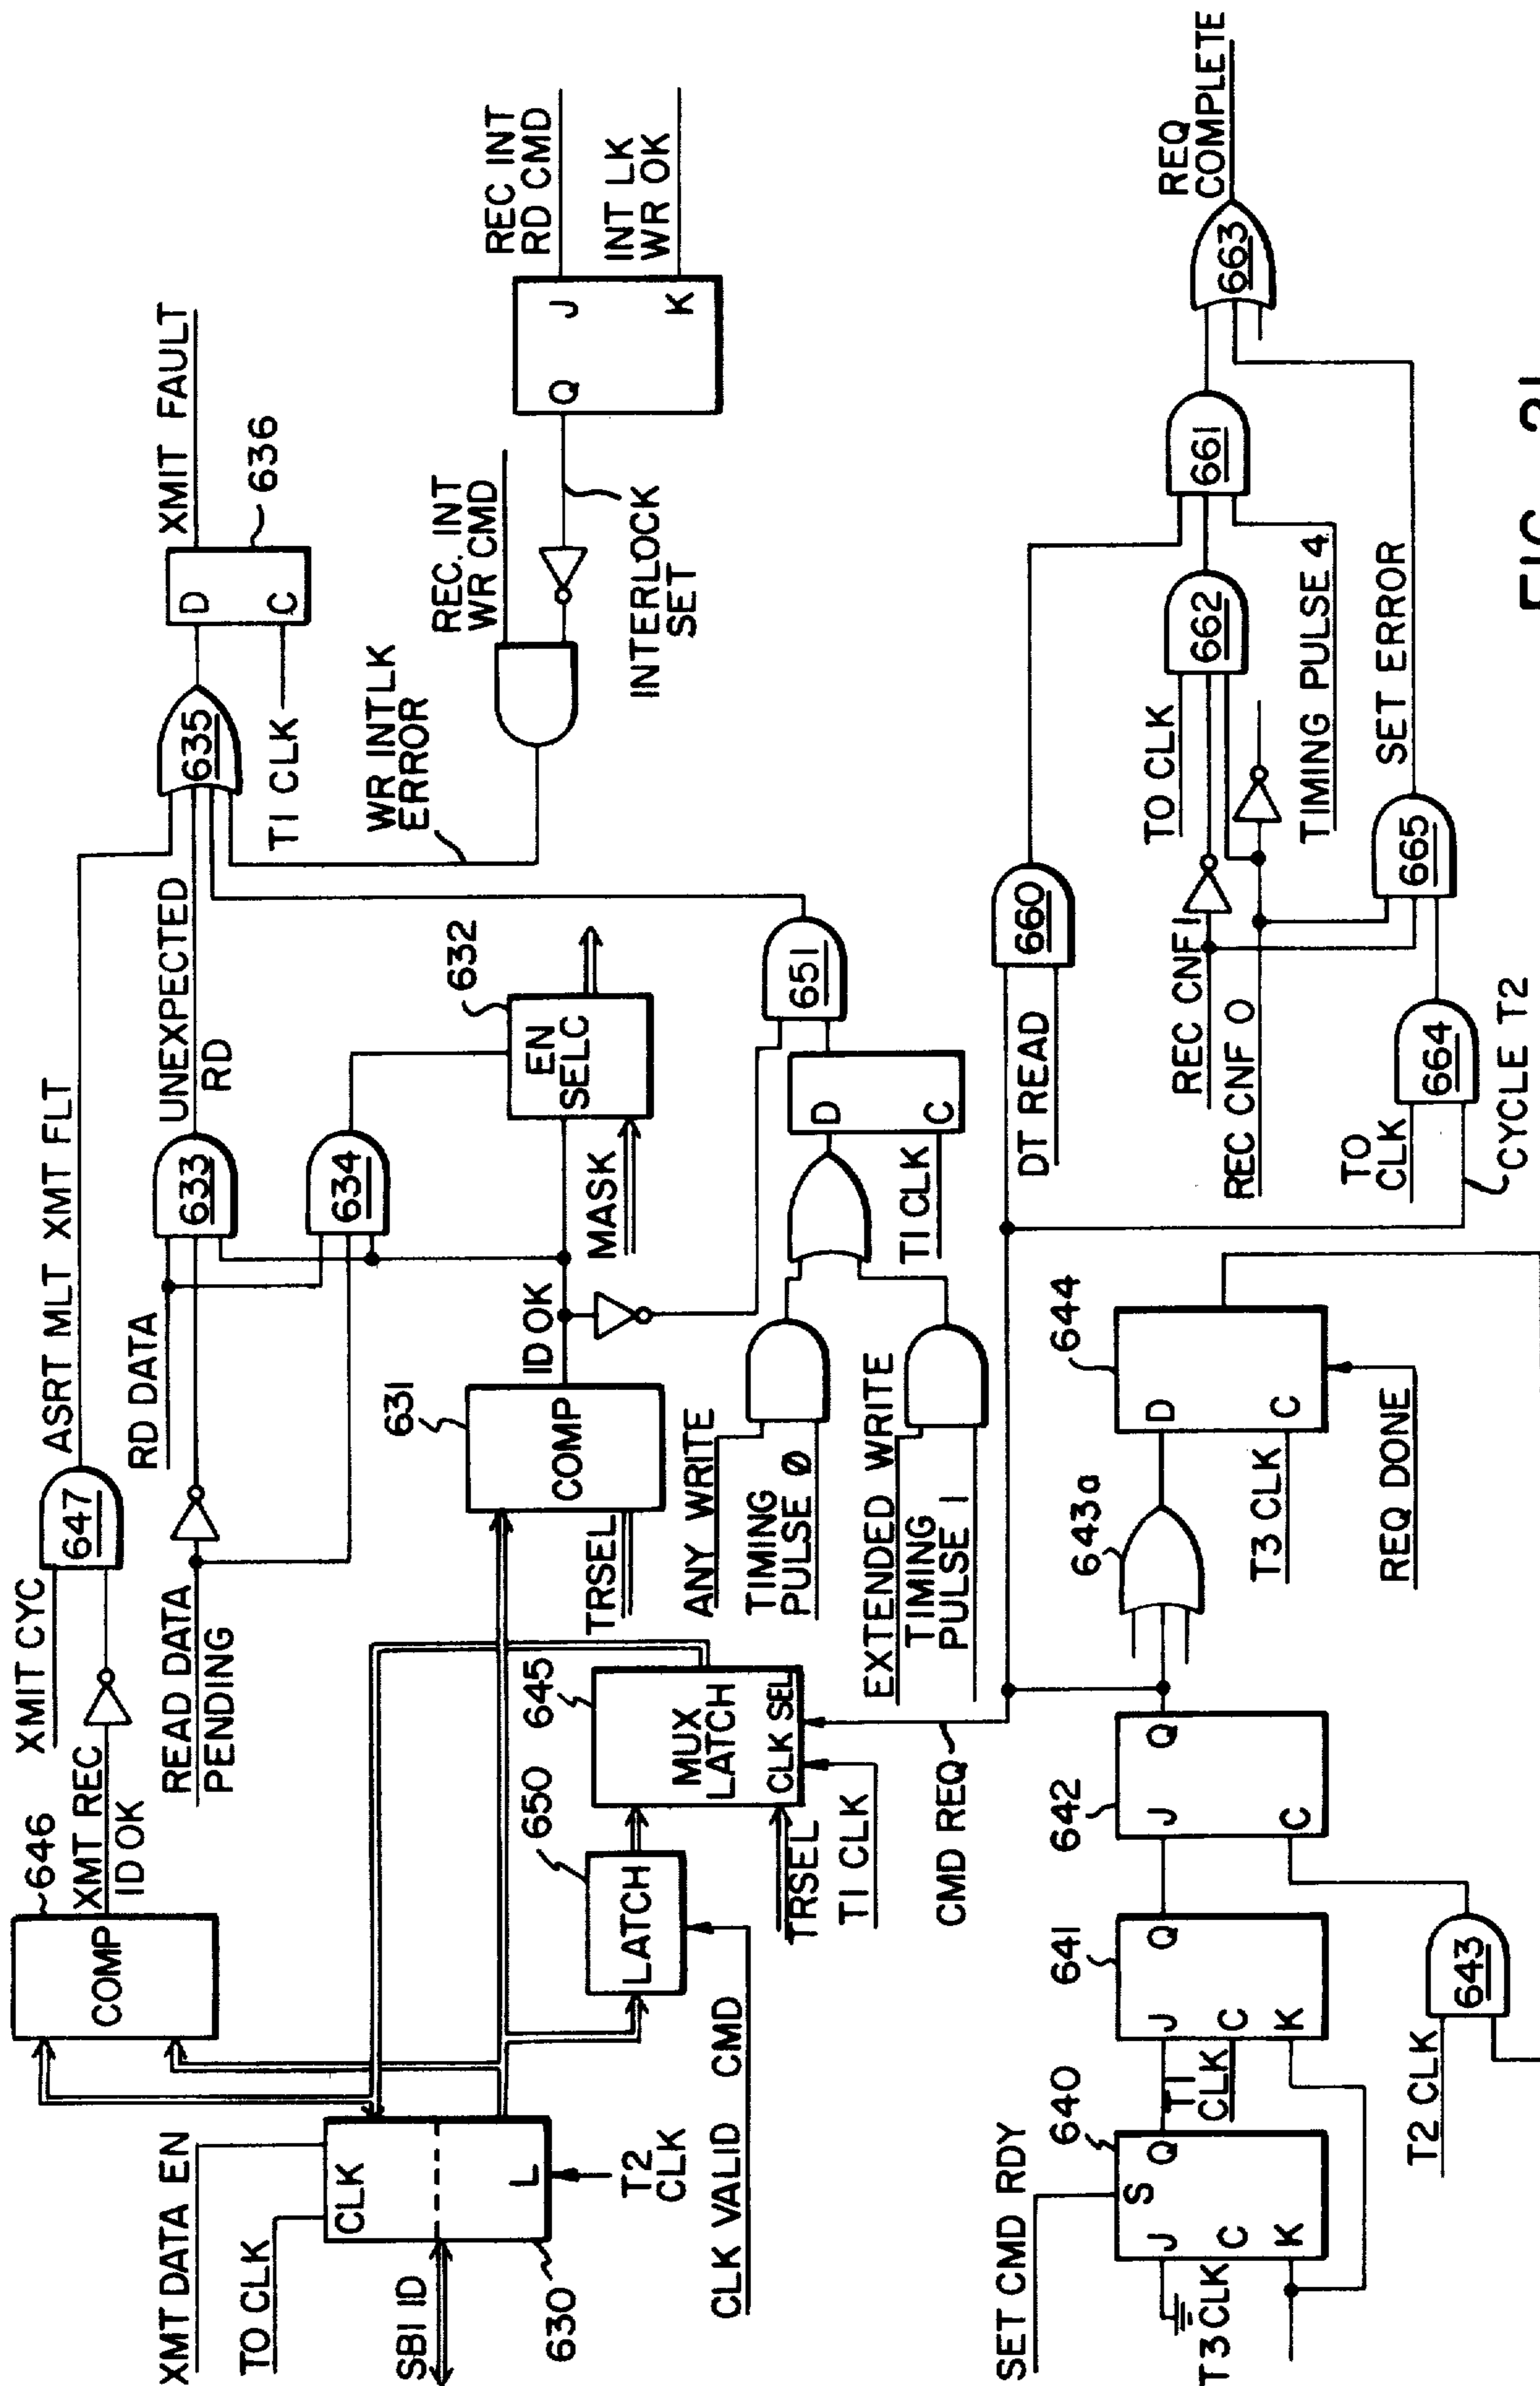 XMT DATA EN
TO CLK
SBI ID
CLK
L
630
T2
CLK
CLK VALID CMD
646
COMP
XMT REC
ID OK
XMIT CYC
647
ASRT MLT XMT FLT
READ DATA
PENDING
RD DATA
633
UNEXPECTED
RD
634
635
TI CLK
D
C
636
XMIT FAULT
650
LATCH
645
MUX
LATCH
CLK SEL
TRSEL
TI CLK
CMD REQ
631
COMP
TRSEL
ID OK
MASK
632
EN
SELC
WR INTLK
ERROR
REC. INT
WR CMD
INTERLOCK
SET
Q
J
K
REC INT
RD CMD
INT LK
WR OK
ANY WRITE
TIMING
PULSE 0
EXTENDED WRITE
TIMING
PULSE 1
D
C
TI CLK
651
SET CMD RDY
640
S
J
Q
C
K
T3 CLK
641
J
Q
C
K
TI
CLK
642
J
Q
C
T2 CLK
643
643a
644
D
C
T3 CLK
REQ DONE
DT READ
660
TO CLK
REC CNF 1
REC CNF 0
662
661
TIMING PULSE 4
TO
CLK
664
CYCLE T2
665
SET ERROR
663
REQ
COMPLETE